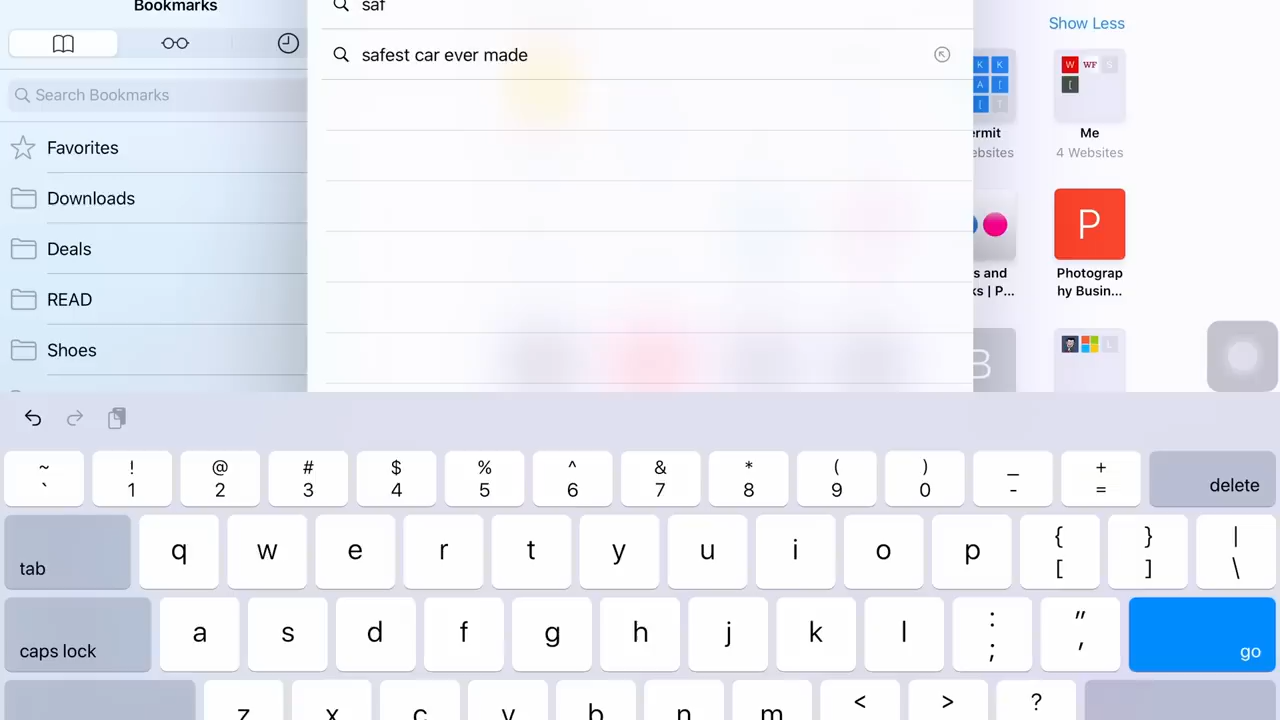 Bookmarks
Search Bookmarks
Favorites
Downloads
Deals
READ
Shoes
saf
safest car ever made
Show Less
K K
A [
[ T
ermit
ebsites
W WF S
[
Me
4 Websites
s and
ks | P...
P
Photograp
hy Busin...
B
L
~ ! @ # $ % ^ & * ( ) _ +
` 1 2 3 4 5 6 7 8 9 0 - = delete
tab q w e r t y u i o p { [ } ] | \
caps lock a s d f g h j k l : ; " ' go
z x c v b n m < > ?